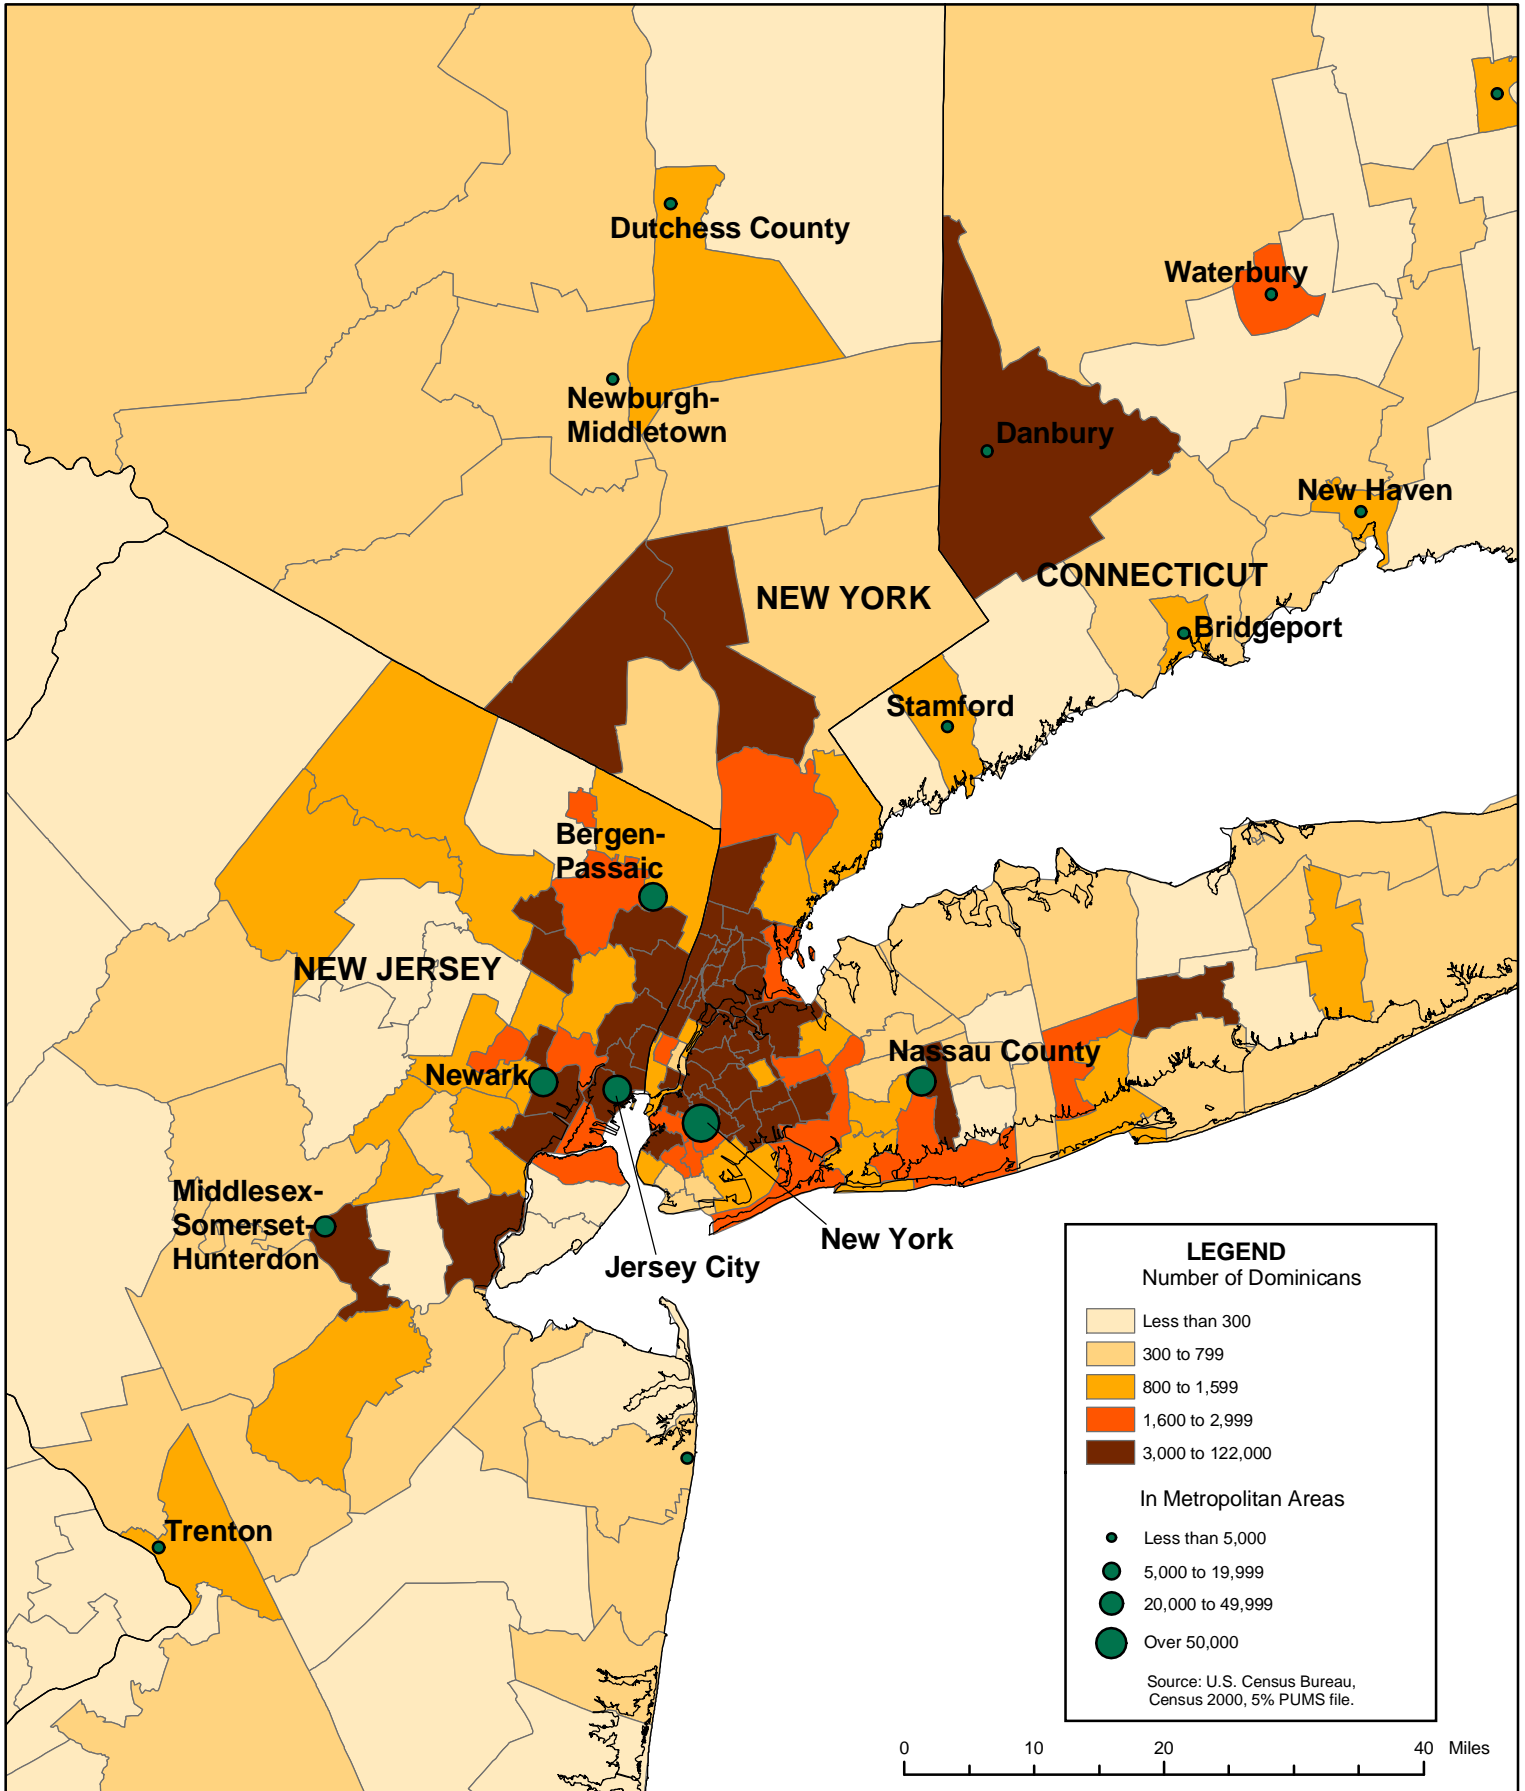 Dutchess County
Waterbury
Newburgh-
Middletown
Danbury
New Haven
CONNECTICUT
NEW YORK
Bridgeport
Stamford
Bergen-
Passaic
NEW JERSEY
Nassau County
Newark
Middlesex-
Somerset-
Hunterdon
New York
Jersey City
Trenton
LEGEND
Number of Dominicans
Less than 300
300 to 799
800 to 1,599
1,600 to 2,999
3,000 to 122,000
In Metropolitan Areas
Less than 5,000
5,000 to 19,999
20,000 to 49,999
Over 50,000
Source: U.S. Census Bureau,
Census 2000, 5% PUMS file.
0 10 20 40 Miles